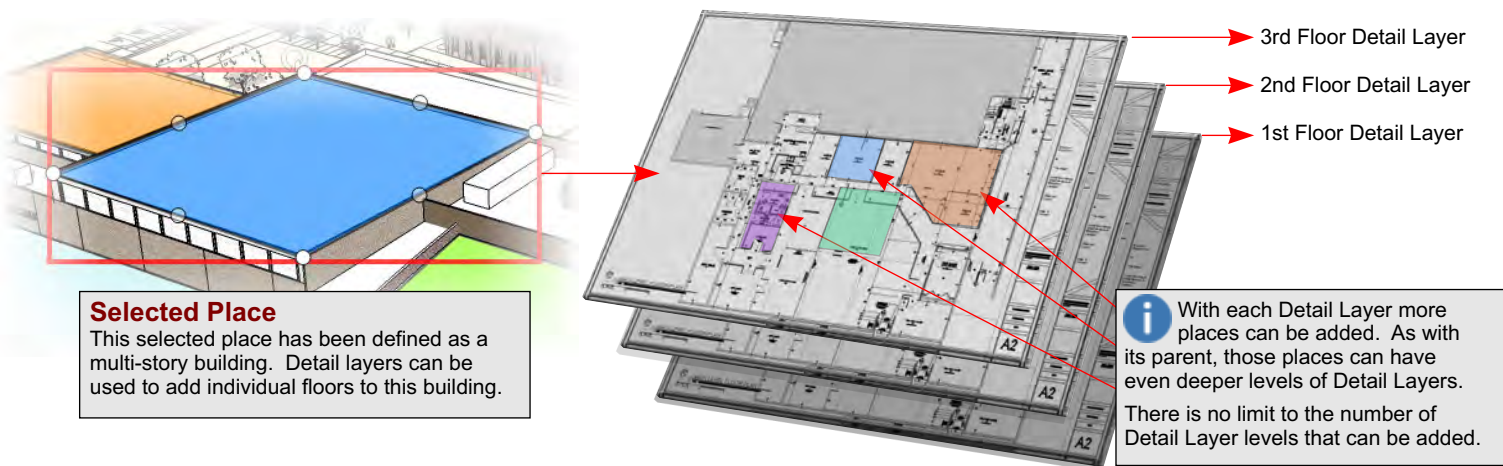 3rd Floor Detail Layer
2nd Floor Detail Layer
1st Floor Detail Layer
Selected Place
This selected place has been defined as a
multi-story building.  Detail layers can be
used to add individual floors to this building.
A2
A2
A2
i
With each Detail Layer more
places can be added.  As with
its parent, those places can have
even deeper levels of Detail Layers.
There is no limit to the number of
Detail Layer levels that can be added.